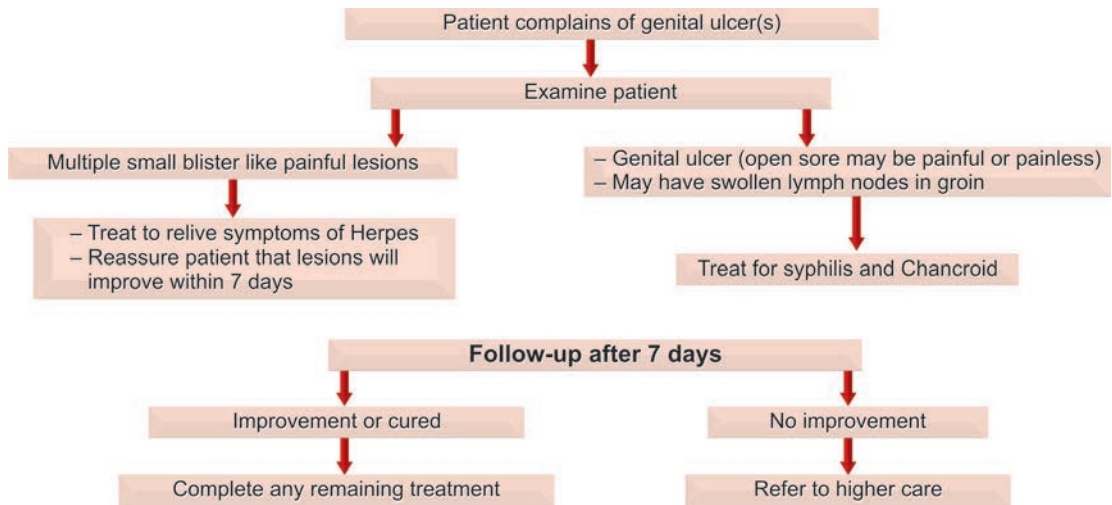 Patient complains of genital ulcer(s)
Examine patient
Multiple small blister like painful lesions
– Genital ulcer (open sore may be painful or painless)
– May have swollen lymph nodes in groin
– Treat to relive symptoms of Herpes
– Reassure patient that lesions will
improve within 7 days
Treat for syphilis and Chancroid
Follow-up after 7 days
Improvement or cured
No improvement
Complete any remaining treatment
Refer to higher care